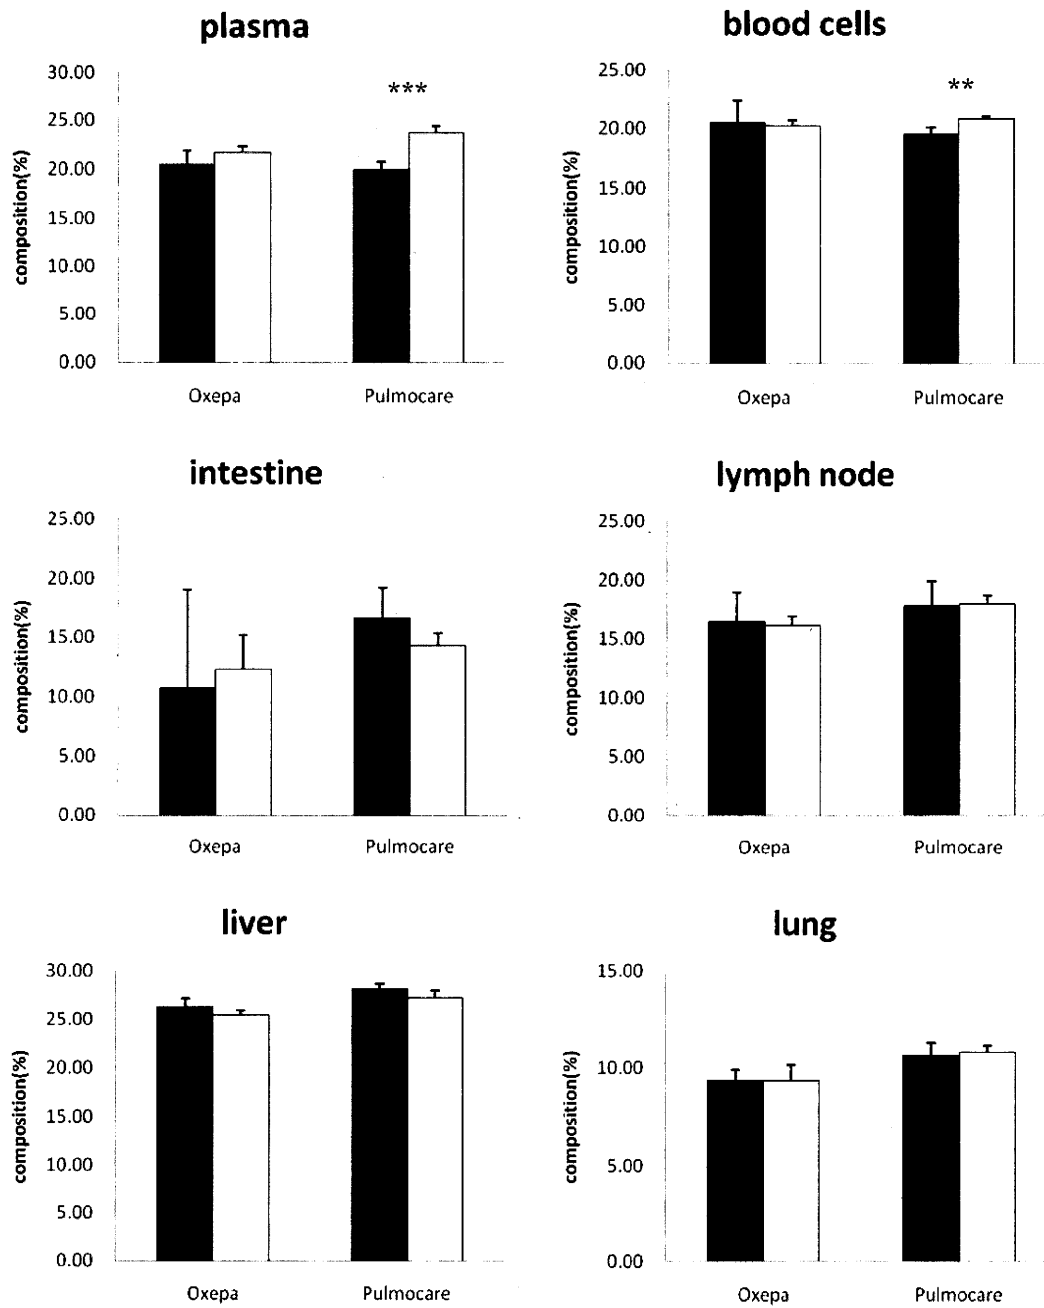 plasma
30.00
25.00
20.00
15.00
10.00
5.00
0.00
composition(%)
***
Oxepa
Pulmocare
blood cells
25.00
20.00
15.00
10.00
5.00
0.00
composition(%)
**
Oxepa
Pulmocare
intestine
25.00
20.00
15.00
10.00
5.00
0.00
composition(%)
Oxepa
Pulmocare
lymph node
25.00
20.00
15.00
10.00
5.00
0.00
composition(%)
Oxepa
Pulmocare
liver
30.00
25.00
20.00
15.00
10.00
5.00
0.00
composition(%)
Oxepa
Pulmocare
lung
15.00
10.00
5.00
0.00
composition(%)
Oxepa
Pulmocare